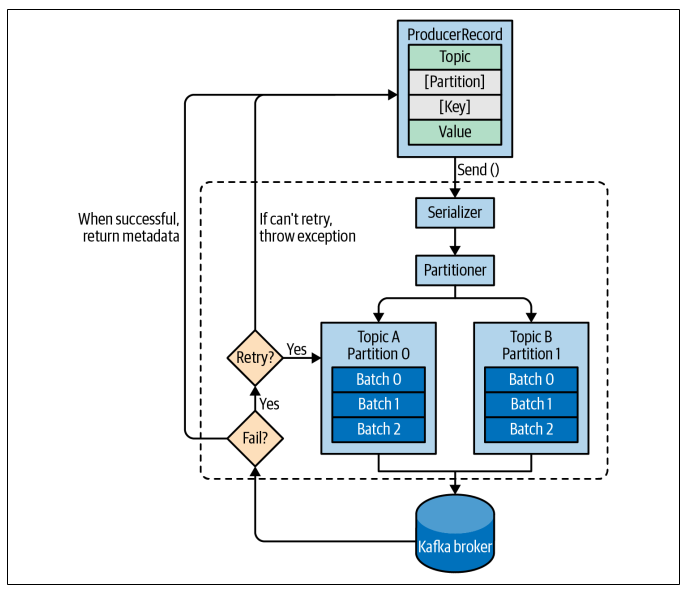 ProducerRecord
Topic
[Partition]
[Key]
Value
Send ()
Serializer
Partitioner
When successful,
return metadata
If can't retry,
throw exception
Topic A
Partition 0
Batch 0
Batch 1
Batch 2
Topic B
Partition 1
Batch 0
Batch 1
Batch 2
Retry?
Yes
Yes
Fail?
Kafka broker